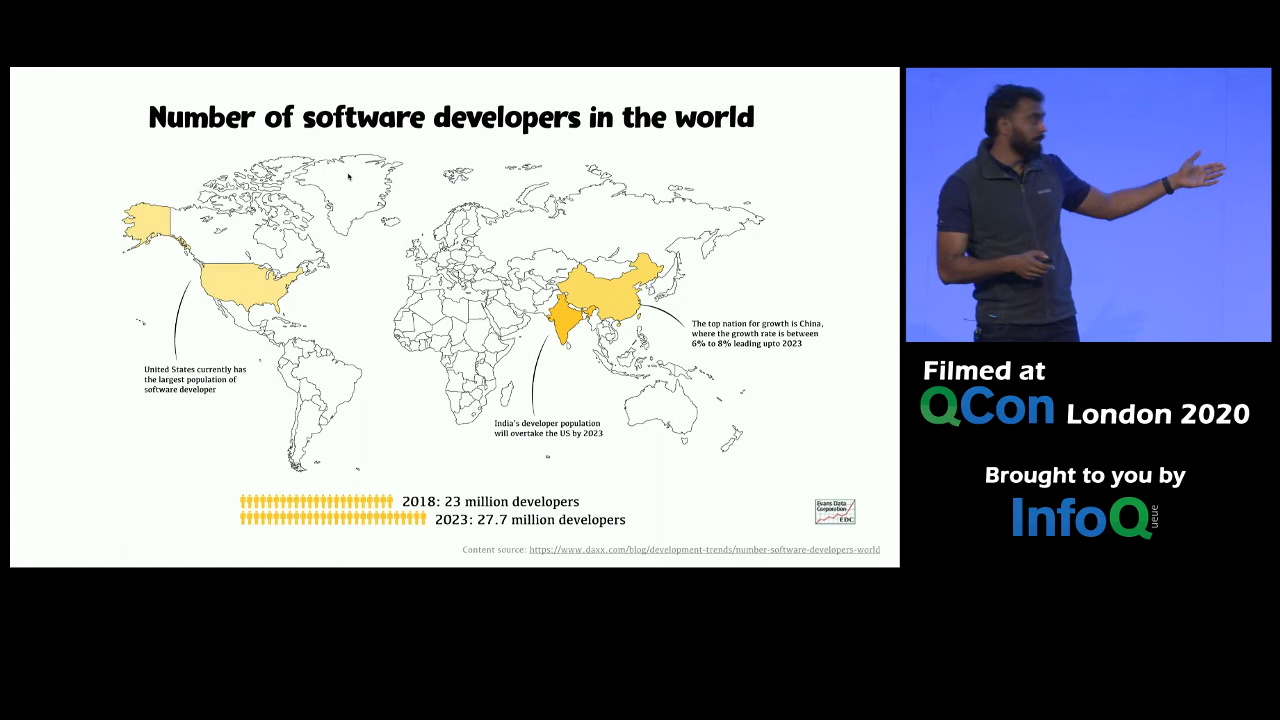 Number of software developers in the world
United States currently has
the largest population of
software developer
The top nation for growth is China,
where the growth rate is between
6% to 8% leading upto 2023
India's developer population
will overtake the US by 2023
2018: 23 million developers
2023: 27.7 million developers
Evans Data
Corporation
EDC
Content source: https://www.daxx.com/blog/development-trends/number-software-developers-world
Filmed at
QCon London 2020
Brought to you by
InfoQueue